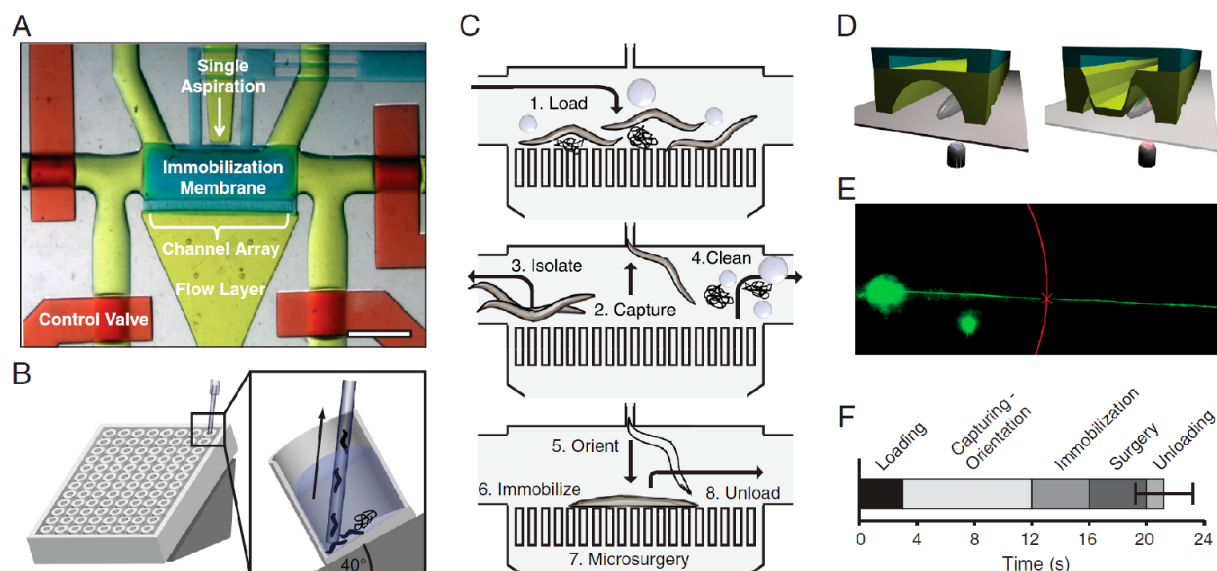 A
Single
Aspiration
Immobilization
Membrane
Channel Array
Flow Layer
Control Valve
B
40°
C
1. Load
3. Isolate
4.Clean
2. Capture
5. Orient
6. Immobilize
8. Unload
7. Microsurgery
D
E
F
Loading
Capturing -
Orientation
Immobilization
Surgery
Unloading
0 4 8 12 16 20 24
Time (s)